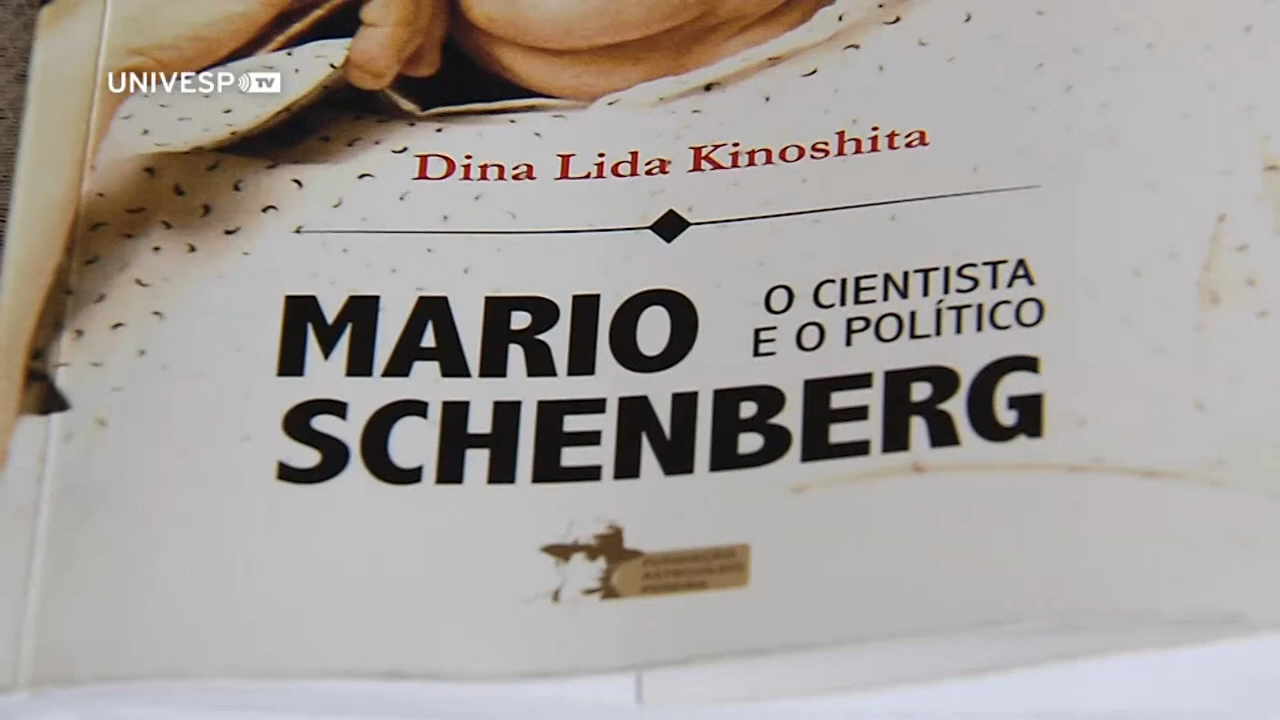 UNIVESP TV
Dina Lida Kinoshita
MARIO
O CIENTISTA
E O POLÍTICO
SCHENBERG